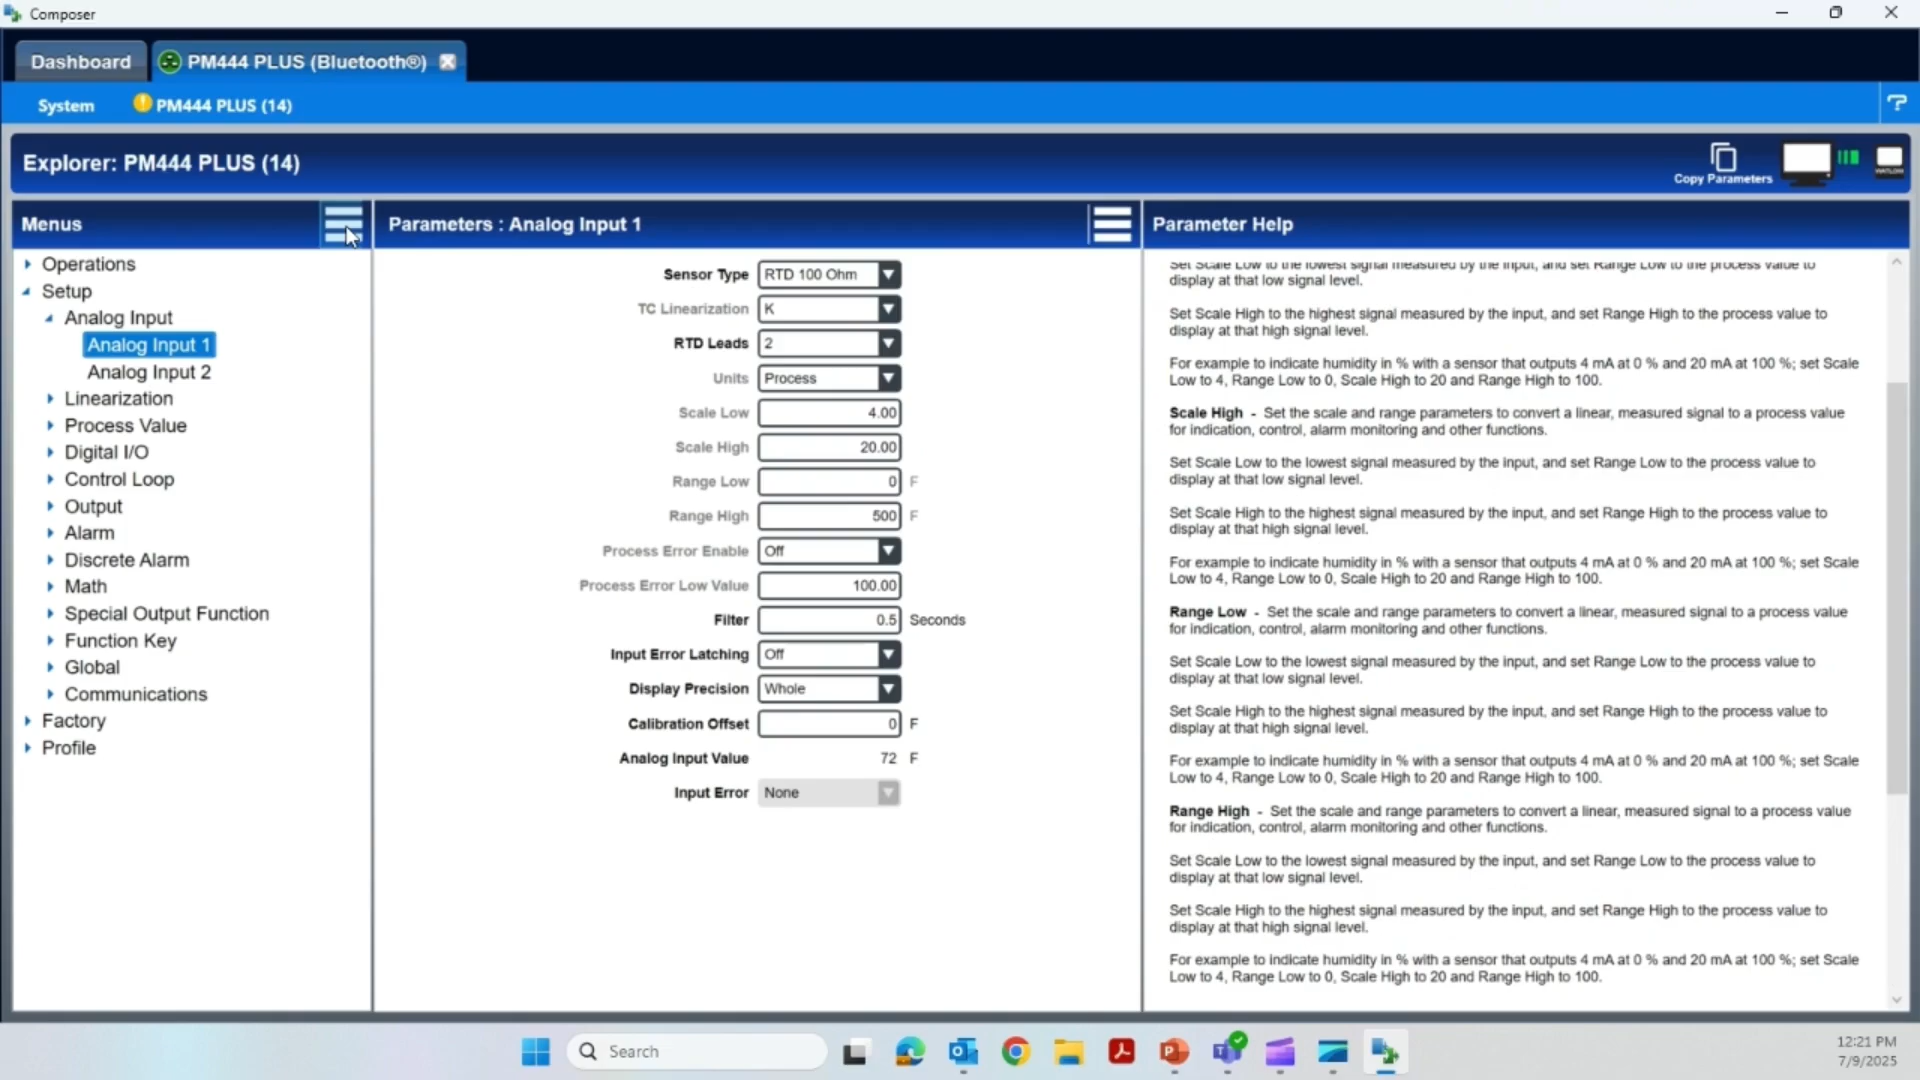 Composer
Dashboard
PM444 PLUS (Bluetooth®)
System
PM444 PLUS (14)
Explorer: PM444 PLUS (14)
Copy Parameters
WATLOW
Menus
Operations
Setup
Analog Input
Analog Input 1
Analog Input 2
Linearization
Process Value
Digital I/O
Control Loop
Output
Alarm
Discrete Alarm
Math
Special Output Function
Function Key
Global
Communications
Factory
Profile
Parameters : Analog Input 1
Sensor Type RTD 100 Ohm
TC Linearization K
RTD Leads 2
Units Process
Scale Low 4.00
Scale High 20.00
Range Low 0 F
Range High 500 F
Process Error Enable Off
Process Error Low Value 100.00
Filter 0.5 Seconds
Input Error Latching Off
Display Precision Whole
Calibration Offset 0 F
Analog Input Value 72 F
Input Error None
Parameter Help
Set Scale Low to the lowest signal measured by the input, and set Range Low to the process value to
display at that low signal level.
Set Scale High to the highest signal measured by the input, and set Range High to the process value to
display at that high signal level.
For example to indicate humidity in % with a sensor that outputs 4 mA at 0 % and 20 mA at 100 %; set Scale
Low to 4, Range Low to 0, Scale High to 20 and Range High to 100.
Scale High - Set the scale and range parameters to convert a linear, measured signal to a process value
for indication, control, alarm monitoring and other functions.
Set Scale Low to the lowest signal measured by the input, and set Range Low to the process value to
display at that low signal level.
Set Scale High to the highest signal measured by the input, and set Range High to the process value to
display at that high signal level.
For example to indicate humidity in % with a sensor that outputs 4 mA at 0 % and 20 mA at 100 %; set Scale
Low to 4, Range Low to 0, Scale High to 20 and Range High to 100.
Range Low - Set the scale and range parameters to convert a linear, measured signal to a process value
for indication, control, alarm monitoring and other functions.
Set Scale Low to the lowest signal measured by the input, and set Range Low to the process value to
display at that low signal level.
Set Scale High to the highest signal measured by the input, and set Range High to the process value to
display at that high signal level.
For example to indicate humidity in % with a sensor that outputs 4 mA at 0 % and 20 mA at 100 %; set Scale
Low to 4, Range Low to 0, Scale High to 20 and Range High to 100.
Range High - Set the scale and range parameters to convert a linear, measured signal to a process value
for indication, control, alarm monitoring and other functions.
Set Scale Low to the lowest signal measured by the input, and set Range Low to the process value to
display at that low signal level.
Set Scale High to the highest signal measured by the input, and set Range High to the process value to
display at that high signal level.
For example to indicate humidity in % with a sensor that outputs 4 mA at 0 % and 20 mA at 100 %; set Scale
Low to 4, Range Low to 0, Scale High to 20 and Range High to 100.
Search
12:21 PM
7/9/2025